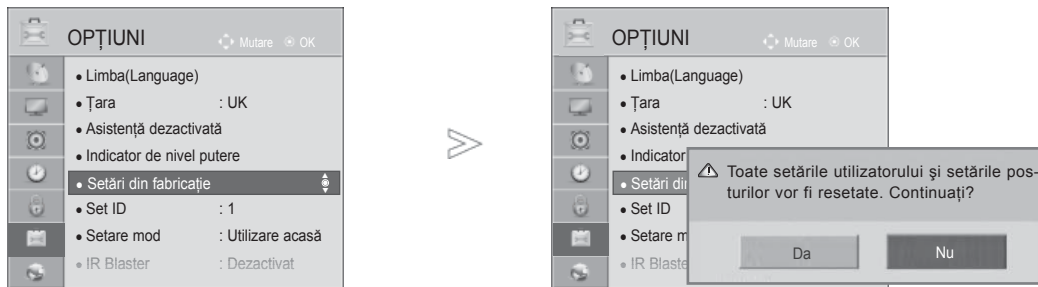 OPȚIUNI
Mutare OK
• Limba(Language)
• Țara : UK
• Asistență dezactivată
• Indicator de nivel putere
• Setări din fabricație
• Set ID : 1
• Setare mod : Utilizare acasă
• IR Blaster : Dezactivat
OPȚIUNI
Mutare OK
• Limba(Language)
• Țara : UK
• Asistență dezactivată
• Indicator
• Setări
• Set ID
• Setare m
• IR Blaste
Toate setările utilizatorului şi setările pos-
turilor vor fi resetate. Continuați?
Da
Nu